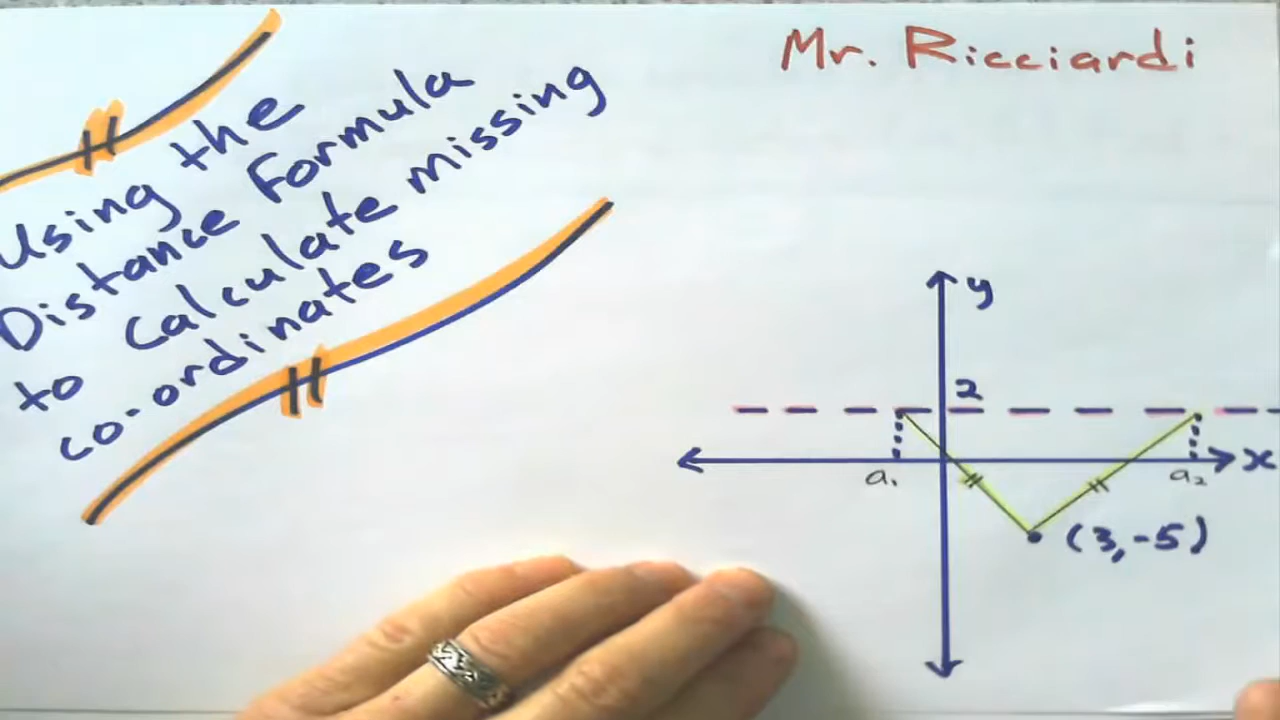 Mr. Ricciardi
Using the
Distance Formula
to calculate missing
co-ordinates
y
2
x
a₁
a₂
(3,-5)